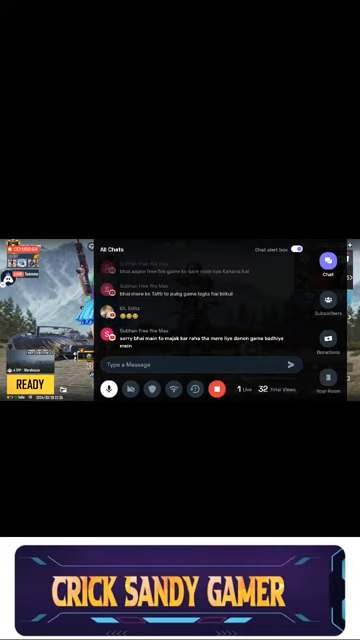 All Chats
Chat alert box
Subhan Free fire Max
bhai aapke free fire game ke bare mein kya kahana hai
Subhan Free fire Max
bhai mere ko Tatti to pubg game lagta hai bilkul
Chat
Subscribers
Subhan Free fire Max
sorry bhai main to majak kar raha tha mere liye donon game badhiya
mein
Donations
Type a Message
READY
1 Live 32 Total Views
Your Room
CRICK SANDY GAMER